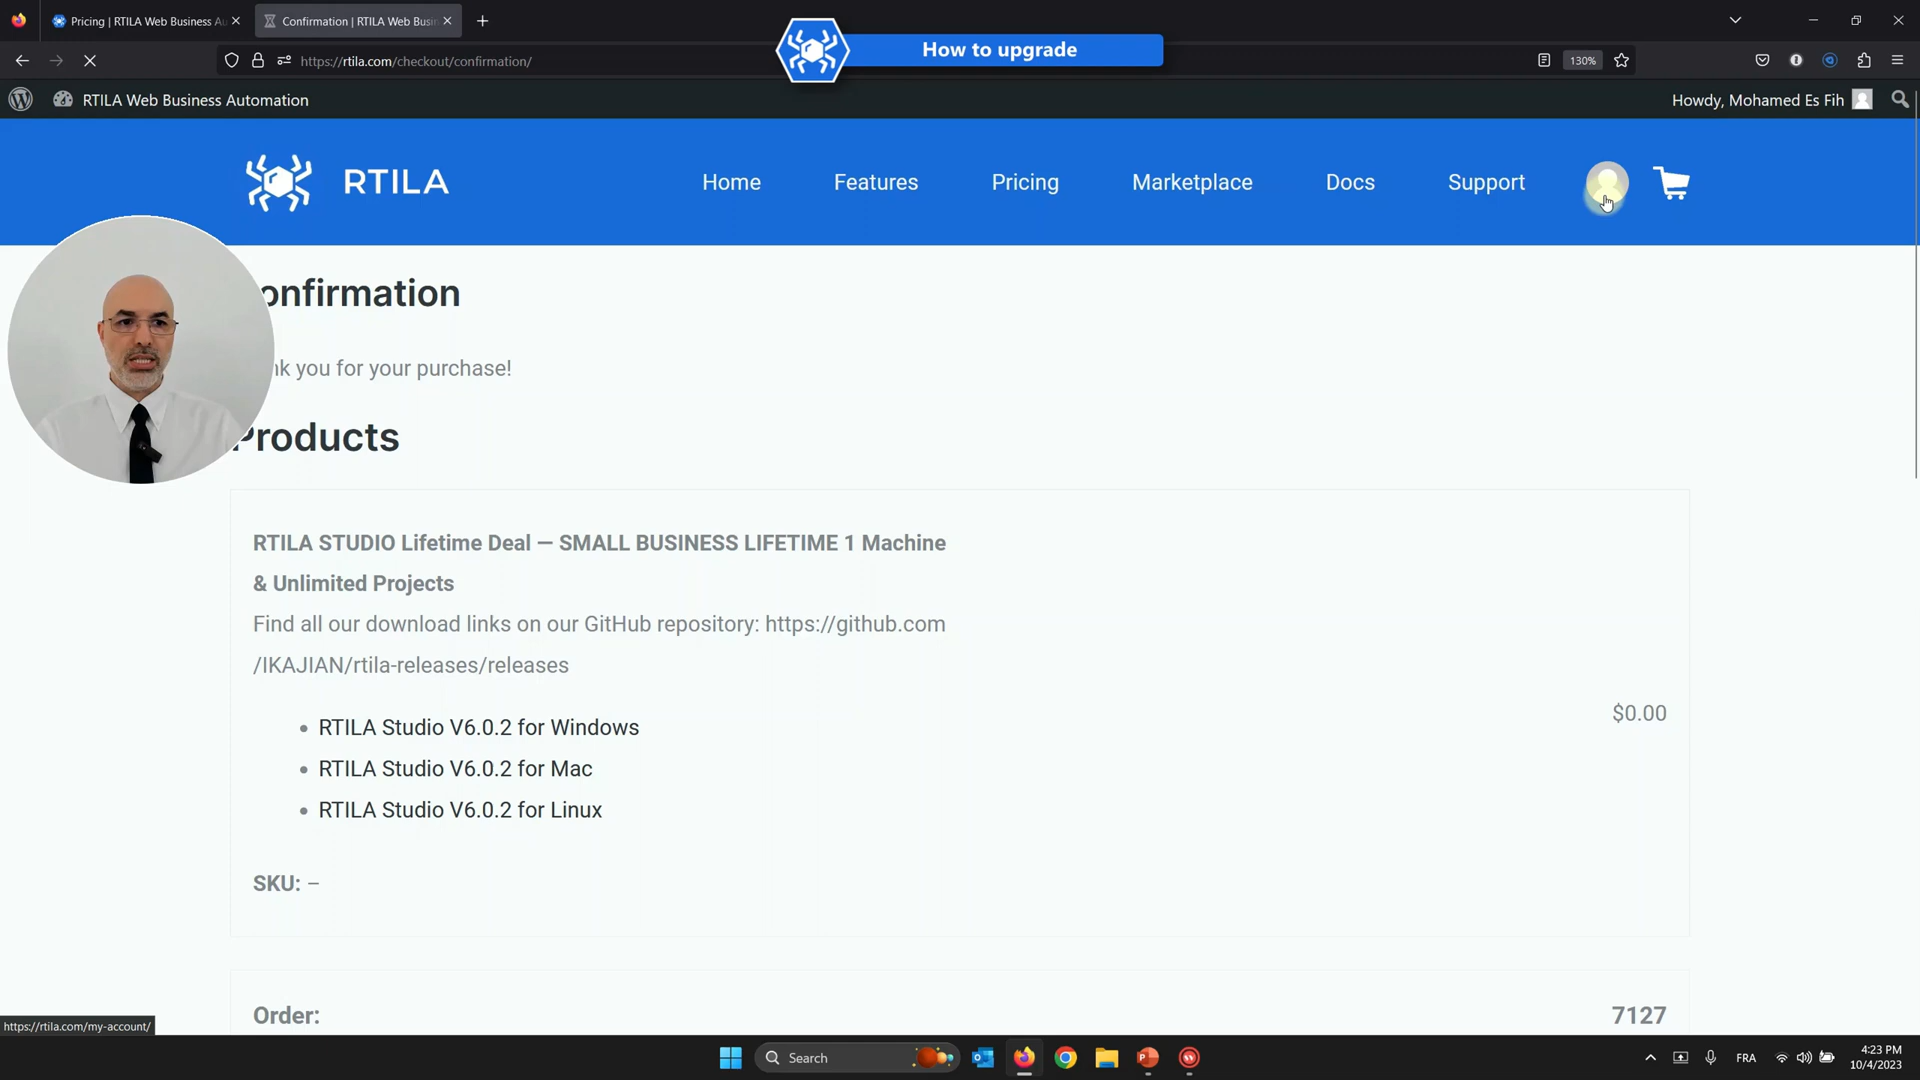 Pricing | RTILA Web Business Au
Confirmation | RTILA Web Busin
How to upgrade
https://rtila.com/checkout/confirmation/
130%
RTILA Web Business Automation
Howdy, Mohamed Es Fih
RTILA
Home
Features
Pricing
Marketplace
Docs
Support
onfirmation
nk you for your purchase!
Products
RTILA STUDIO Lifetime Deal — SMALL BUSINESS LIFETIME 1 Machine
& Unlimited Projects
Find all our download links on our GitHub repository: https://github.com
/IKAJIAN/rtila-releases/releases
$0.00
• RTILA Studio V6.0.2 for Windows
• RTILA Studio V6.0.2 for Mac
• RTILA Studio V6.0.2 for Linux
SKU: –
Order:
7127
https://rtila.com/my-account/
Search
FRA
4:23 PM
10/4/2023